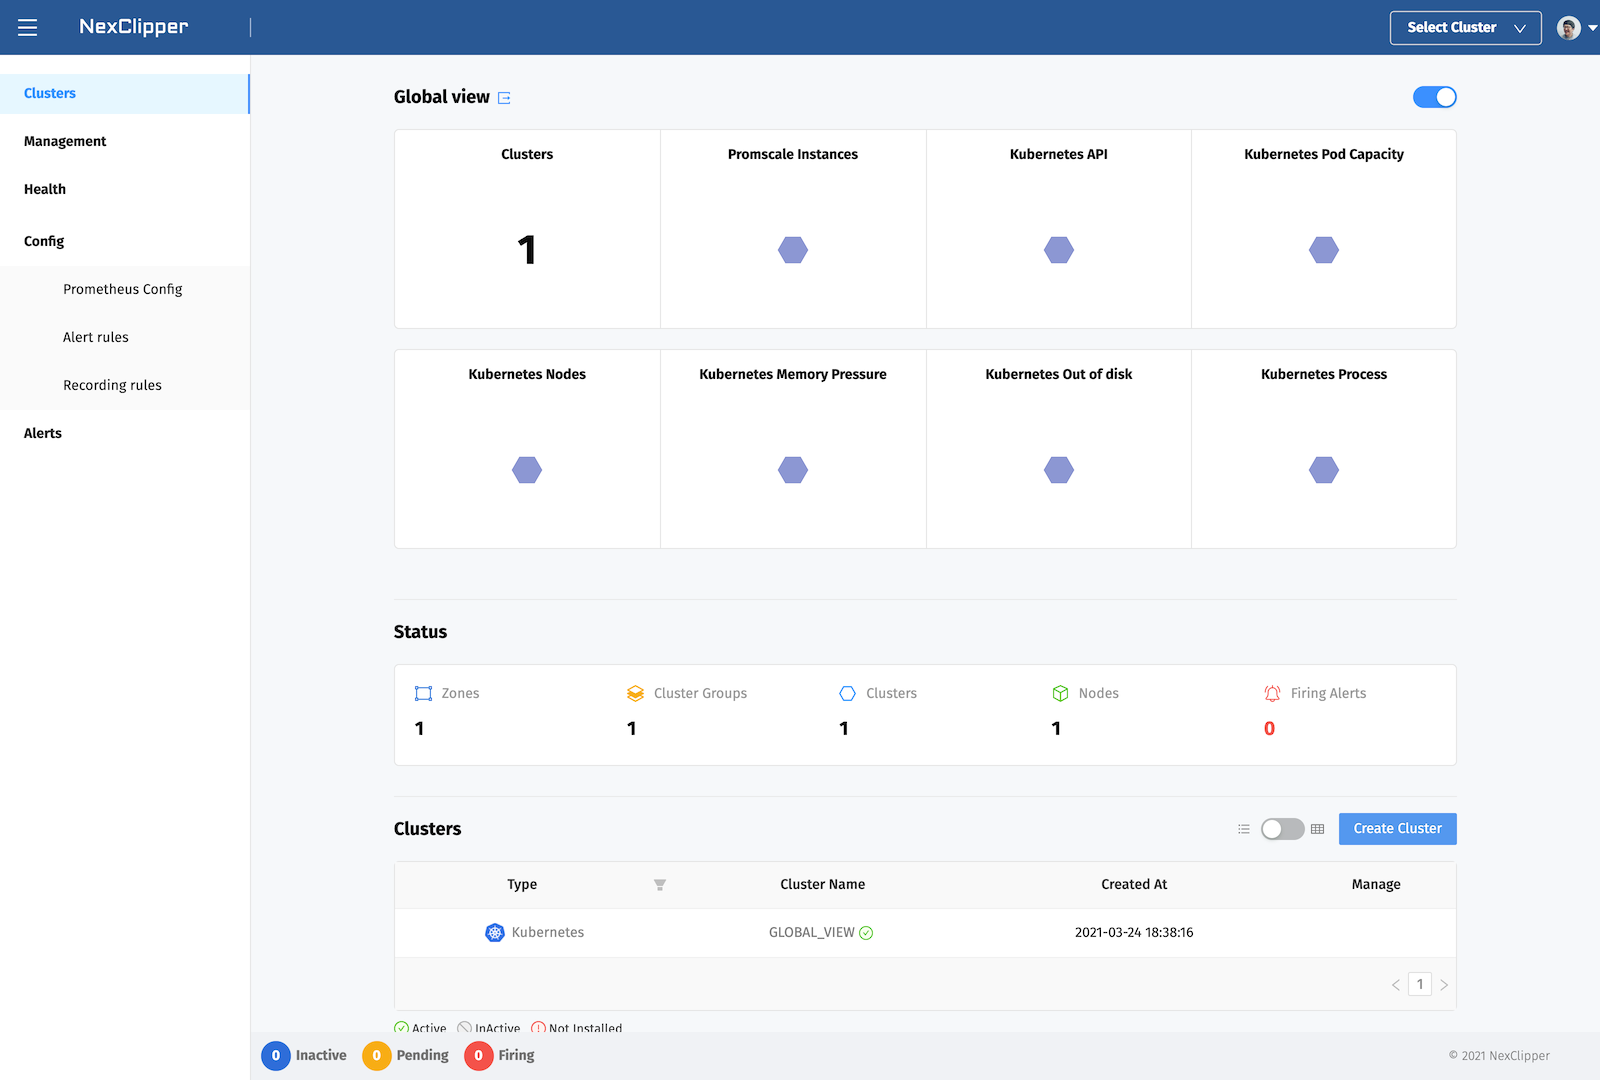 NexClipper
Select Cluster
Clusters
Management
Health
Config
Prometheus Config
Alert rules
Recording rules
Alerts
Global view
Clusters
Promscale Instances
Kubernetes API
Kubernetes Pod Capacity
1
Kubernetes Nodes
Kubernetes Memory Pressure
Kubernetes Out of disk
Kubernetes Process
Status
Zones
Cluster Groups
Clusters
Nodes
Firing Alerts
1
1
1
1
0
Clusters
Create Cluster
Type
Cluster Name
Created At
Manage
Kubernetes
GLOBAL_VIEW
2021-03-24 18:38:16
1
Active InActive Not Installed
0 Inactive 0 Pending 0 Firing
© 2021 NexClipper